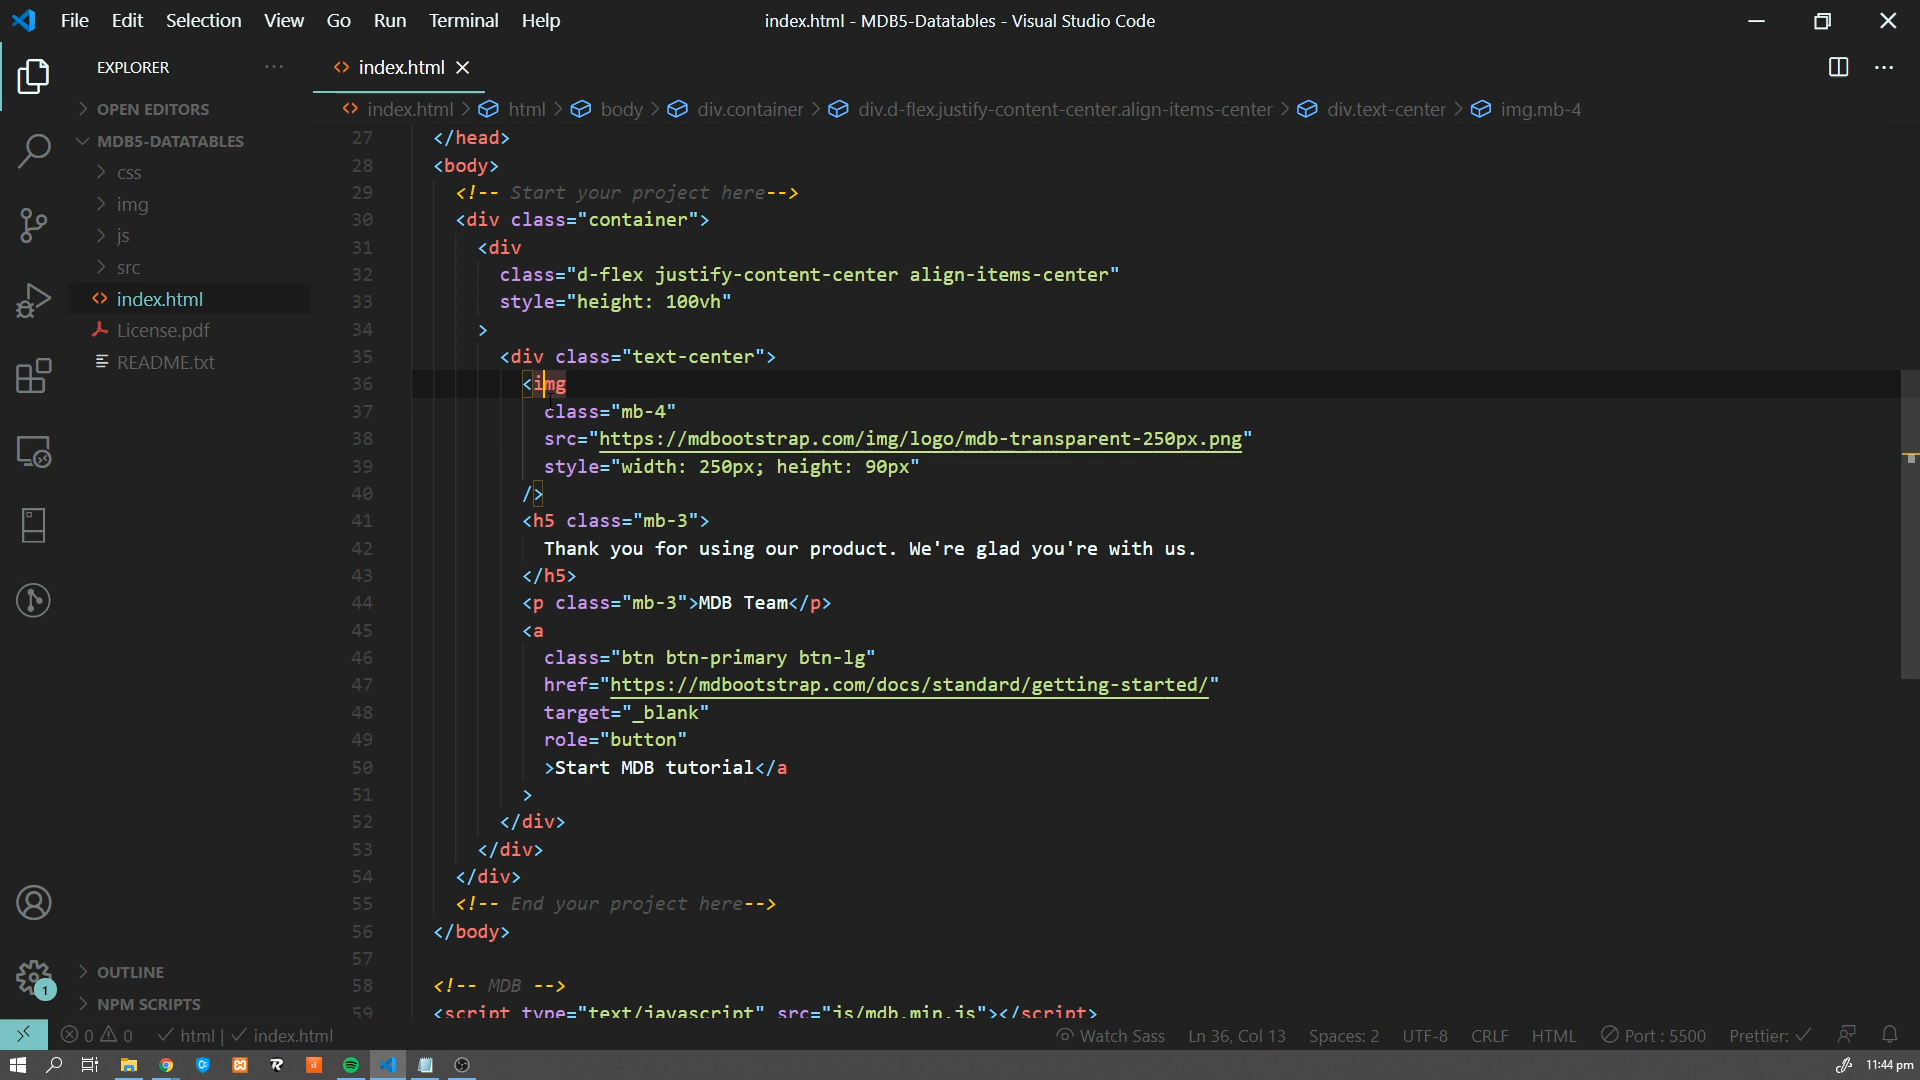 File Edit Selection View Go Run Terminal Help
index.html - MDB5-Datatables - Visual Studio Code
EXPLORER
index.html
OPEN EDITORS
MDB5-DATATABLES
css
img
js
src
index.html
License.pdf
README.txt
OUTLINE
NPM SCRIPTS
index.html > html > body > div.container > div.d-flex.justify-content-center.align-items-center > div.text-center > img.mb-4
27 </head>
28 <body>
29 <!-- Start your project here-->
30 <div class="container">
31 <div
32 class="d-flex justify-content-center align-items-center"
33 style="height: 100vh"
34 >
35 <div class="text-center">
36 <img
37 class="mb-4"
38 src="https://mdbootstrap.com/img/logo/mdb-transparent-250px.png"
39 style="width: 250px; height: 90px"
40 />
41 <h5 class="mb-3">
42 Thank you for using our product. We're glad you're with us.
43 </h5>
44 <p class="mb-3">MDB Team</p>
45 <a
46 class="btn btn-primary btn-lg"
47 href="https://mdbootstrap.com/docs/standard/getting-started/"
48 target="_blank"
49 role="button"
50 >Start MDB tutorial</a
51 >
52 </div>
53 </div>
54 </div>
55 <!-- End your project here-->
56 </body>
57
58 <!-- MDB -->
59 <script type="text/javascript" src="js/mdb.min.js"></script>
1
0 0 html | index.html
Watch Sass Ln 36, Col 13 Spaces: 2 UTF-8 CRLF HTML Port : 5500 Prettier:
11:44 pm